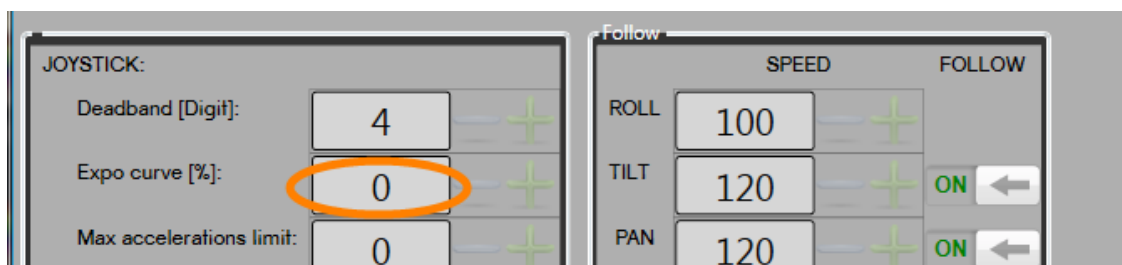 Follow
JOYSTICK:
SPEED FOLLOW
Deadband [Digit]: 4
ROLL 100
Expo curve [%]: 0
TILT 120 ON
Max accelerations limit: 0
PAN 120 ON